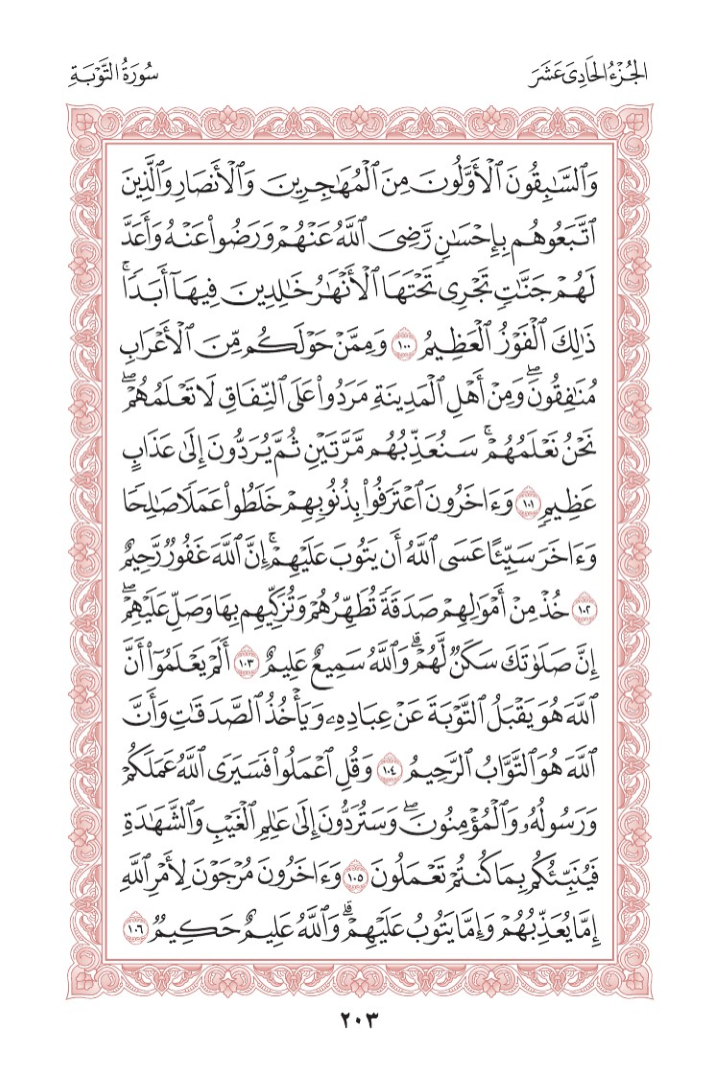 الجُزْءُ الحَادِى عَشَرَ
سُورَةُ التَّوْبَةِ
وَٱلسَّٰبِقُونَ ٱلْأَوَّلُونَ مِنَ ٱلْمُهَٰجِرِينَ وَٱلْأَنصَارِ وَٱلَّذِينَ
ٱتَّبَعُوهُم بِإِحْسَٰنٍ رَّضِىَ ٱللَّهُ عَنْهُمْ وَرَضُوا۟ عَنْهُ وَأَعَدَّ
لَهُمْ جَنَّٰتٍ تَجْرِى تَحْتَهَا ٱلْأَنْهَٰرُ خَٰلِدِينَ فِيهَآ أَبَدًا ۚ
ذَٰلِكَ ٱلْفَوْزُ ٱلْعَظِيمُ ١٠٠ وَمِمَّنْ حَوْلَكُم مِّنَ ٱلْأَعْرَابِ
مُنَٰفِقُونَ ۖ وَمِنْ أَهْلِ ٱلْمَدِينَةِ مَرَدُوا۟ عَلَى ٱلنِّفَاقِ لَا تَعْلَمُهُمْ ۖ
نَحْنُ نَعْلَمُهُمْ ۚ سَنُعَذِّبُهُم مَّرَّتَيْنِ ثُمَّ يُرَدُّونَ إِلَىٰ عَذَابٍ
عَظِيمٍ ١٠١ وَءَاخَرُونَ ٱعْتَرَفُوا۟ بِذُنُوبِهِمْ خَلَطُوا۟ عَمَلًا صَٰلِحًا
وَءَاخَرَ سَيِّئًا عَسَى ٱللَّهُ أَن يَتُوبَ عَلَيْهِمْ ۚ إِنَّ ٱللَّهَ غَفُورٌ رَّحِيمٌ
١٠٢ خُذْ مِنْ أَمْوَٰلِهِمْ صَدَقَةً تُطَهِّرُهُمْ وَتُزَكِّيهِم بِهَا وَصَلِّ عَلَيْهِمْ ۖ
إِنَّ صَلَوٰتَكَ سَكَنٌ لَّهُمْ ۗ وَٱللَّهُ سَمِيعٌ عَلِيمٌ ١٠٣ أَلَمْ يَعْلَمُوٓا۟ أَنَّ
ٱللَّهَ هُوَ يَقْبَلُ ٱلتَّوْبَةَ عَنْ عِبَادِهِۦ وَيَأْخُذُ ٱلصَّدَقَٰتِ وَأَنَّ
ٱللَّهَ هُوَ ٱلتَّوَّابُ ٱلرَّحِيمُ ١٠٤ وَقُلِ ٱعْمَلُوا۟ فَسَيَرَى ٱللَّهُ عَمَلَكُمْ
وَرَسُولُهُۥ وَٱلْمُؤْمِنُونَ ۖ وَسَتُرَدُّونَ إِلَىٰ عَٰلِمِ ٱلْغَيْبِ وَٱلشَّهَٰدَةِ
فَيُنَبِّئُكُم بِمَا كُنتُمْ تَعْمَلُونَ ١٠٥ وَءَاخَرُونَ مُرْجَوْنَ لِأَمْرِ ٱللَّهِ
إِمَّا يُعَذِّبُهُمْ وَإِمَّا يَتُوبُ عَلَيْهِمْ ۗ وَٱللَّهُ عَلِيمٌ حَكِيمٌ ١٠٦
٢٠٣